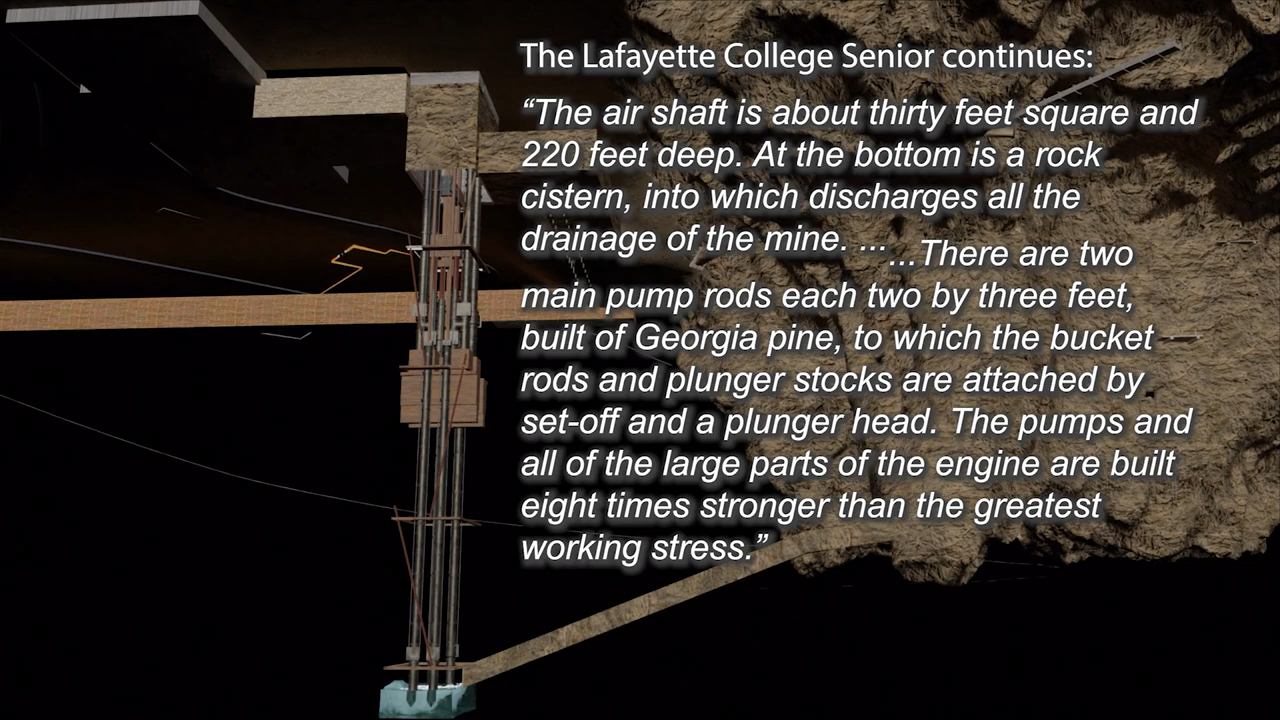 The Lafayette College Senior continues:
“The air shaft is about thirty feet square and
220 feet deep. At the bottom is a rock
cistern, into which discharges all the
drainage of the mine. ...
...There are two
main pump rods each two by three feet,
built of Georgia pine, to which the bucket
rods and plunger stocks are attached by
set-off and a plunger head. The pumps and
all of the large parts of the engine are built
eight times stronger than the greatest
working stress.”